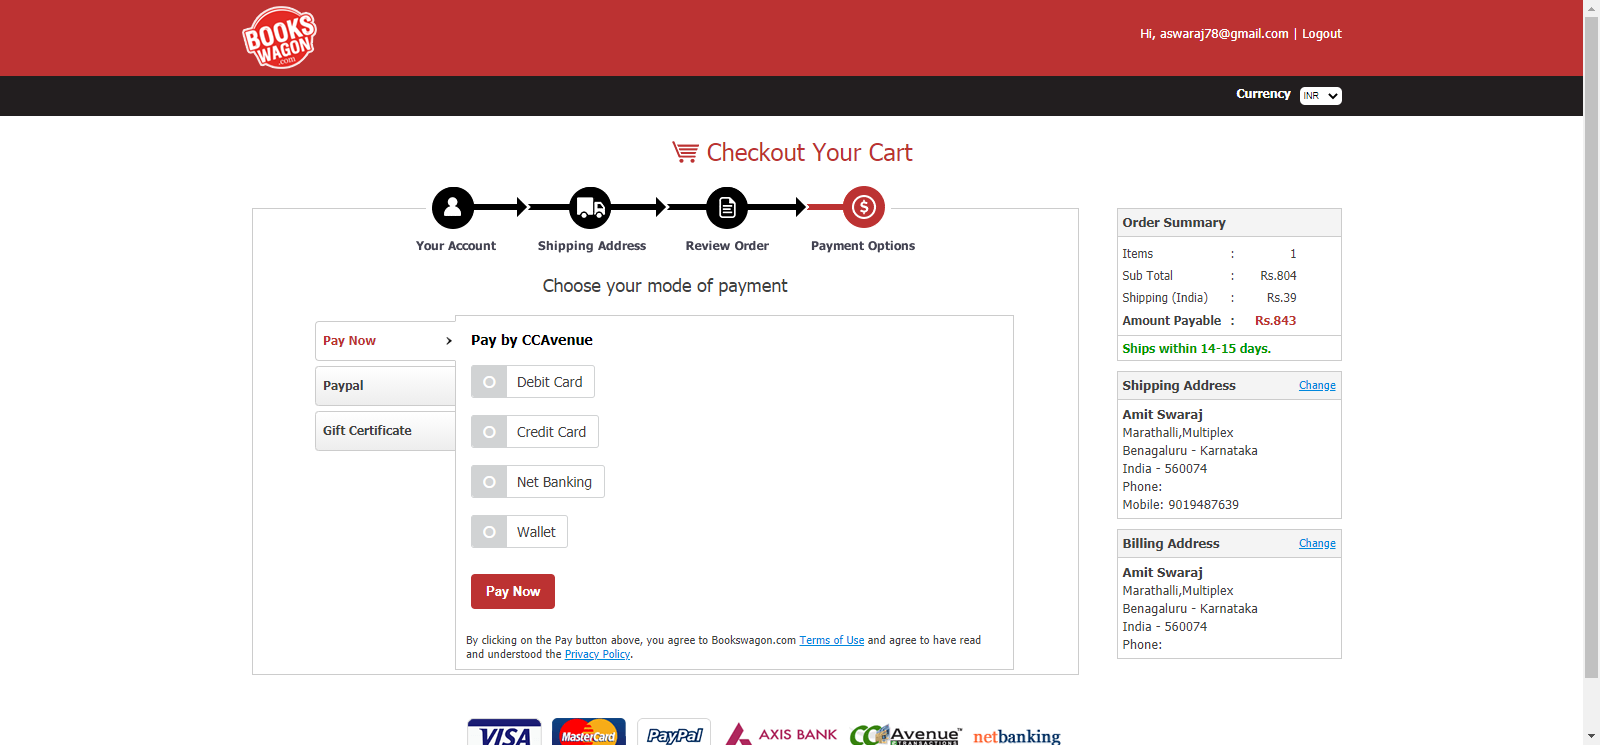 BOOKS
WAGON
.com
Hi, aswaraj78@gmail.com | Logout
Currency INR
Checkout Your Cart
Your Account Shipping Address Review Order Payment Options
Choose your mode of payment
Pay Now
Paypal
Gift Certificate
Pay by CCAvenue
Debit Card
Credit Card
Net Banking
Wallet
Pay Now
By clicking on the Pay button above, you agree to Bookswagon.com Terms of Use and agree to have read
and understood the Privacy Policy.
Order Summary
Items : 1
Sub Total : Rs.804
Shipping (India) : Rs.39
Amount Payable : Rs.843
Ships within 14-15 days.
Shipping Address Change
Amit Swaraj
Marathalli,Multiplex
Benagaluru - Karnataka
India - 560074
Phone:
Mobile: 9019487639
Billing Address Change
Amit Swaraj
Marathalli,Multiplex
Benagaluru - Karnataka
India - 560074
Phone:
VISA MasterCard PayPal AXIS BANK CCAvenue netbanking